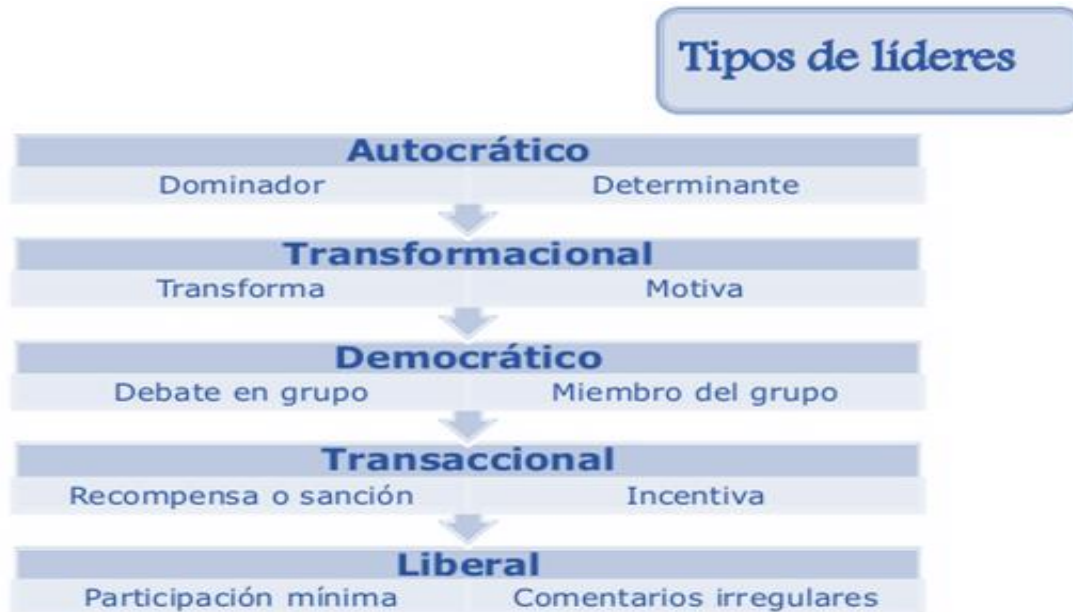 Tipos de líderes
Autocrático
Dominador Determinante
Transformacional
Transforma Motiva
Democrático
Debate en grupo Miembro del grupo
Transaccional
Recompensa o sanción Incentiva
Liberal
Participación mínima Comentarios irregulares